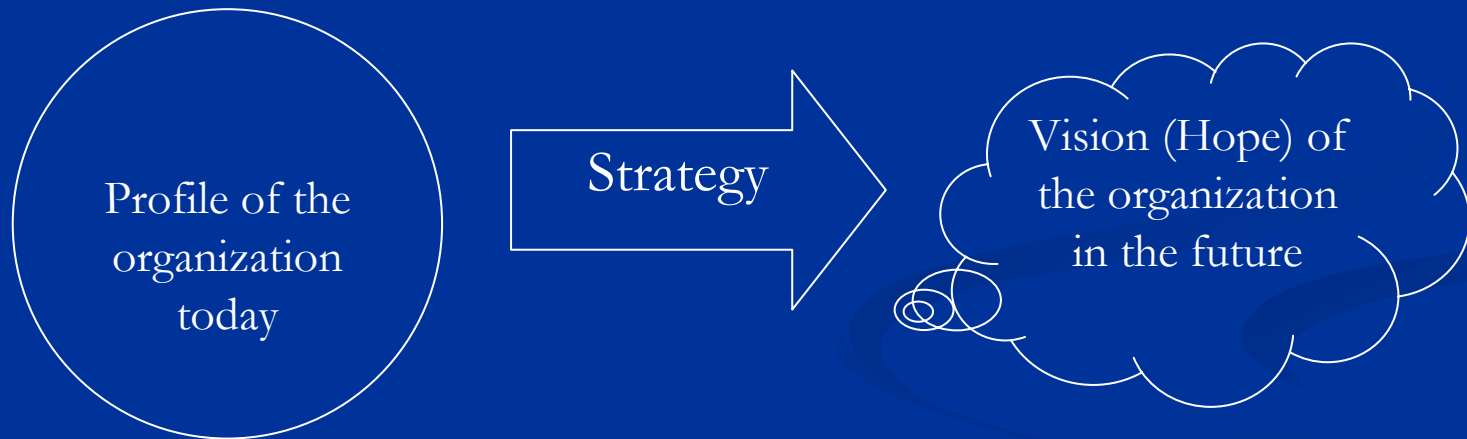 Profile of the
organization
today
Strategy
Vision (Hope) of
the organization
in the future